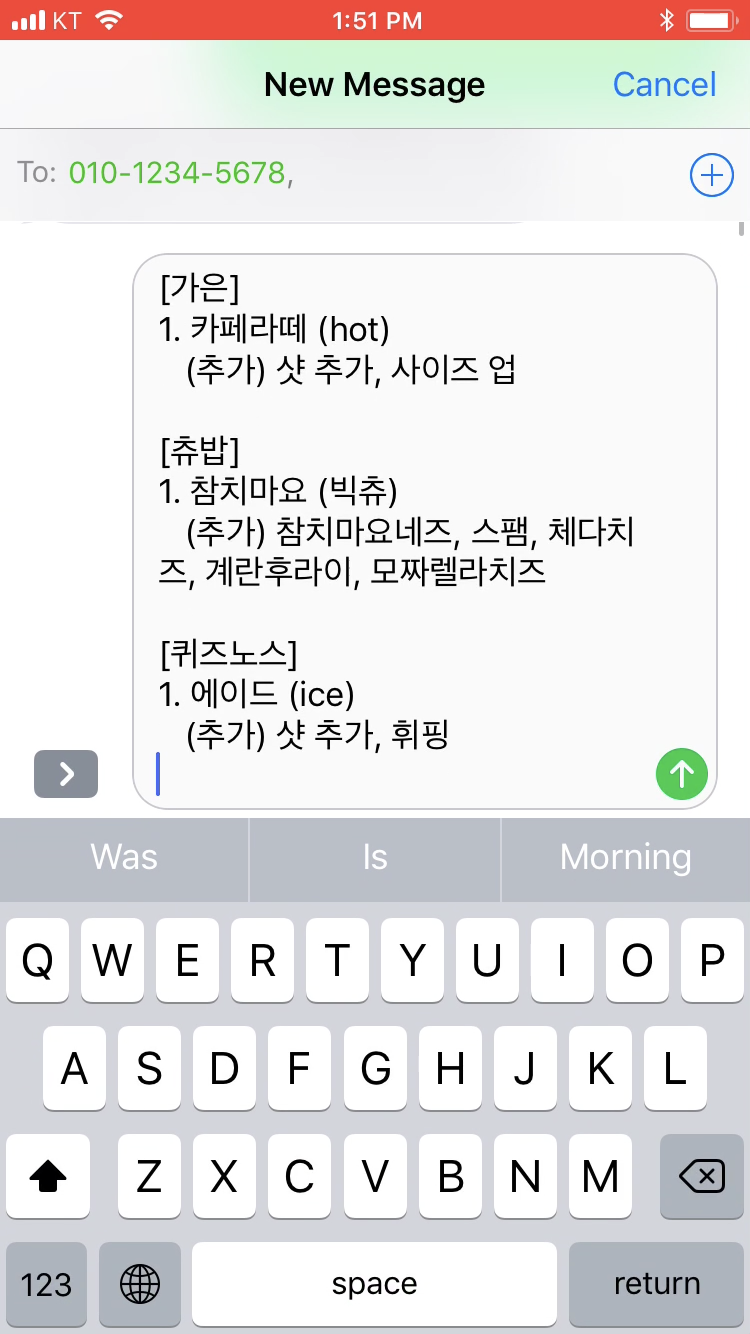 KT 1:51 PM
New Message Cancel
To: 010-1234-5678,
[가은]
1. 카페라떼 (hot)
(추가) 샷 추가, 사이즈 업
[츄밥]
1. 참치마요 (빅츄)
(추가) 참치마요네즈, 스팸, 체다치
즈, 계란후라이, 모짜렐라치즈
[퀴즈노스]
1. 에이드 (ice)
(추가) 샷 추가, 휘핑
Was Is Morning
Q W E R T Y U I O P
A S D F G H J K L
Z X C V B N M
123 space return